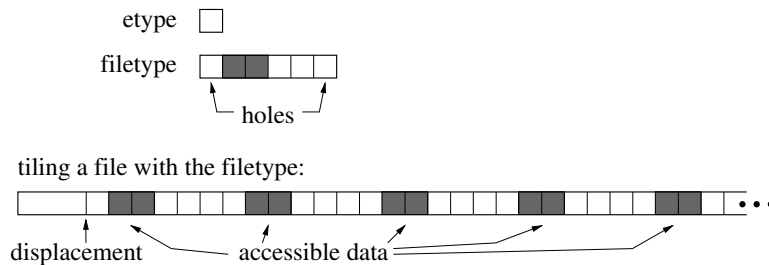 etype
filetype
holes
tiling a file with the filetype:
displacement
accessible data